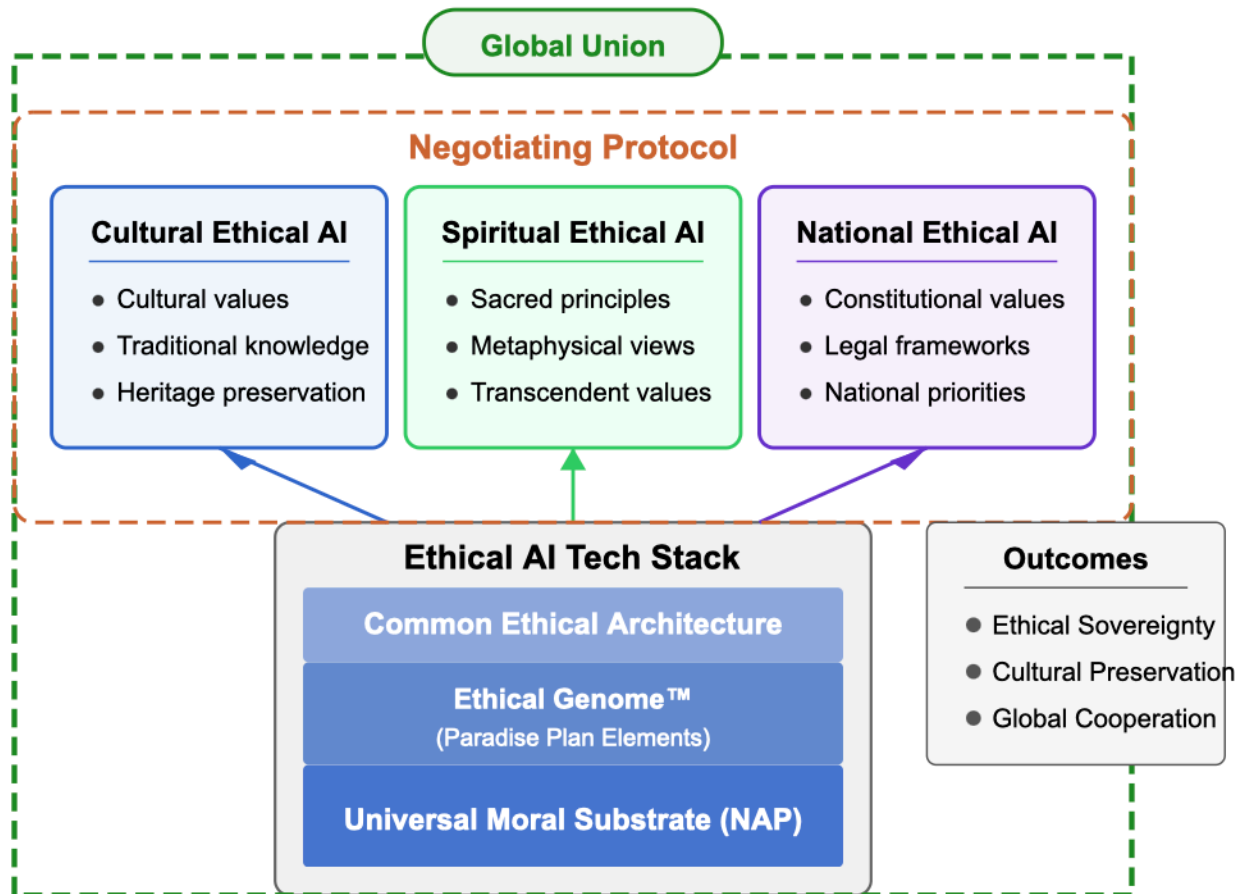 Global Union
Negotiating Protocol
Cultural Ethical AI
• Cultural values
• Traditional knowledge
• Heritage preservation
Spiritual Ethical AI
• Sacred principles
• Metaphysical views
• Transcendent values
National Ethical AI
• Constitutional values
• Legal frameworks
• National priorities
Ethical AI Tech Stack
Common Ethical Architecture
Ethical Genome™
(Paradise Plan Elements)
Universal Moral Substrate (NAP)
Outcomes
• Ethical Sovereignty
• Cultural Preservation
• Global Cooperation